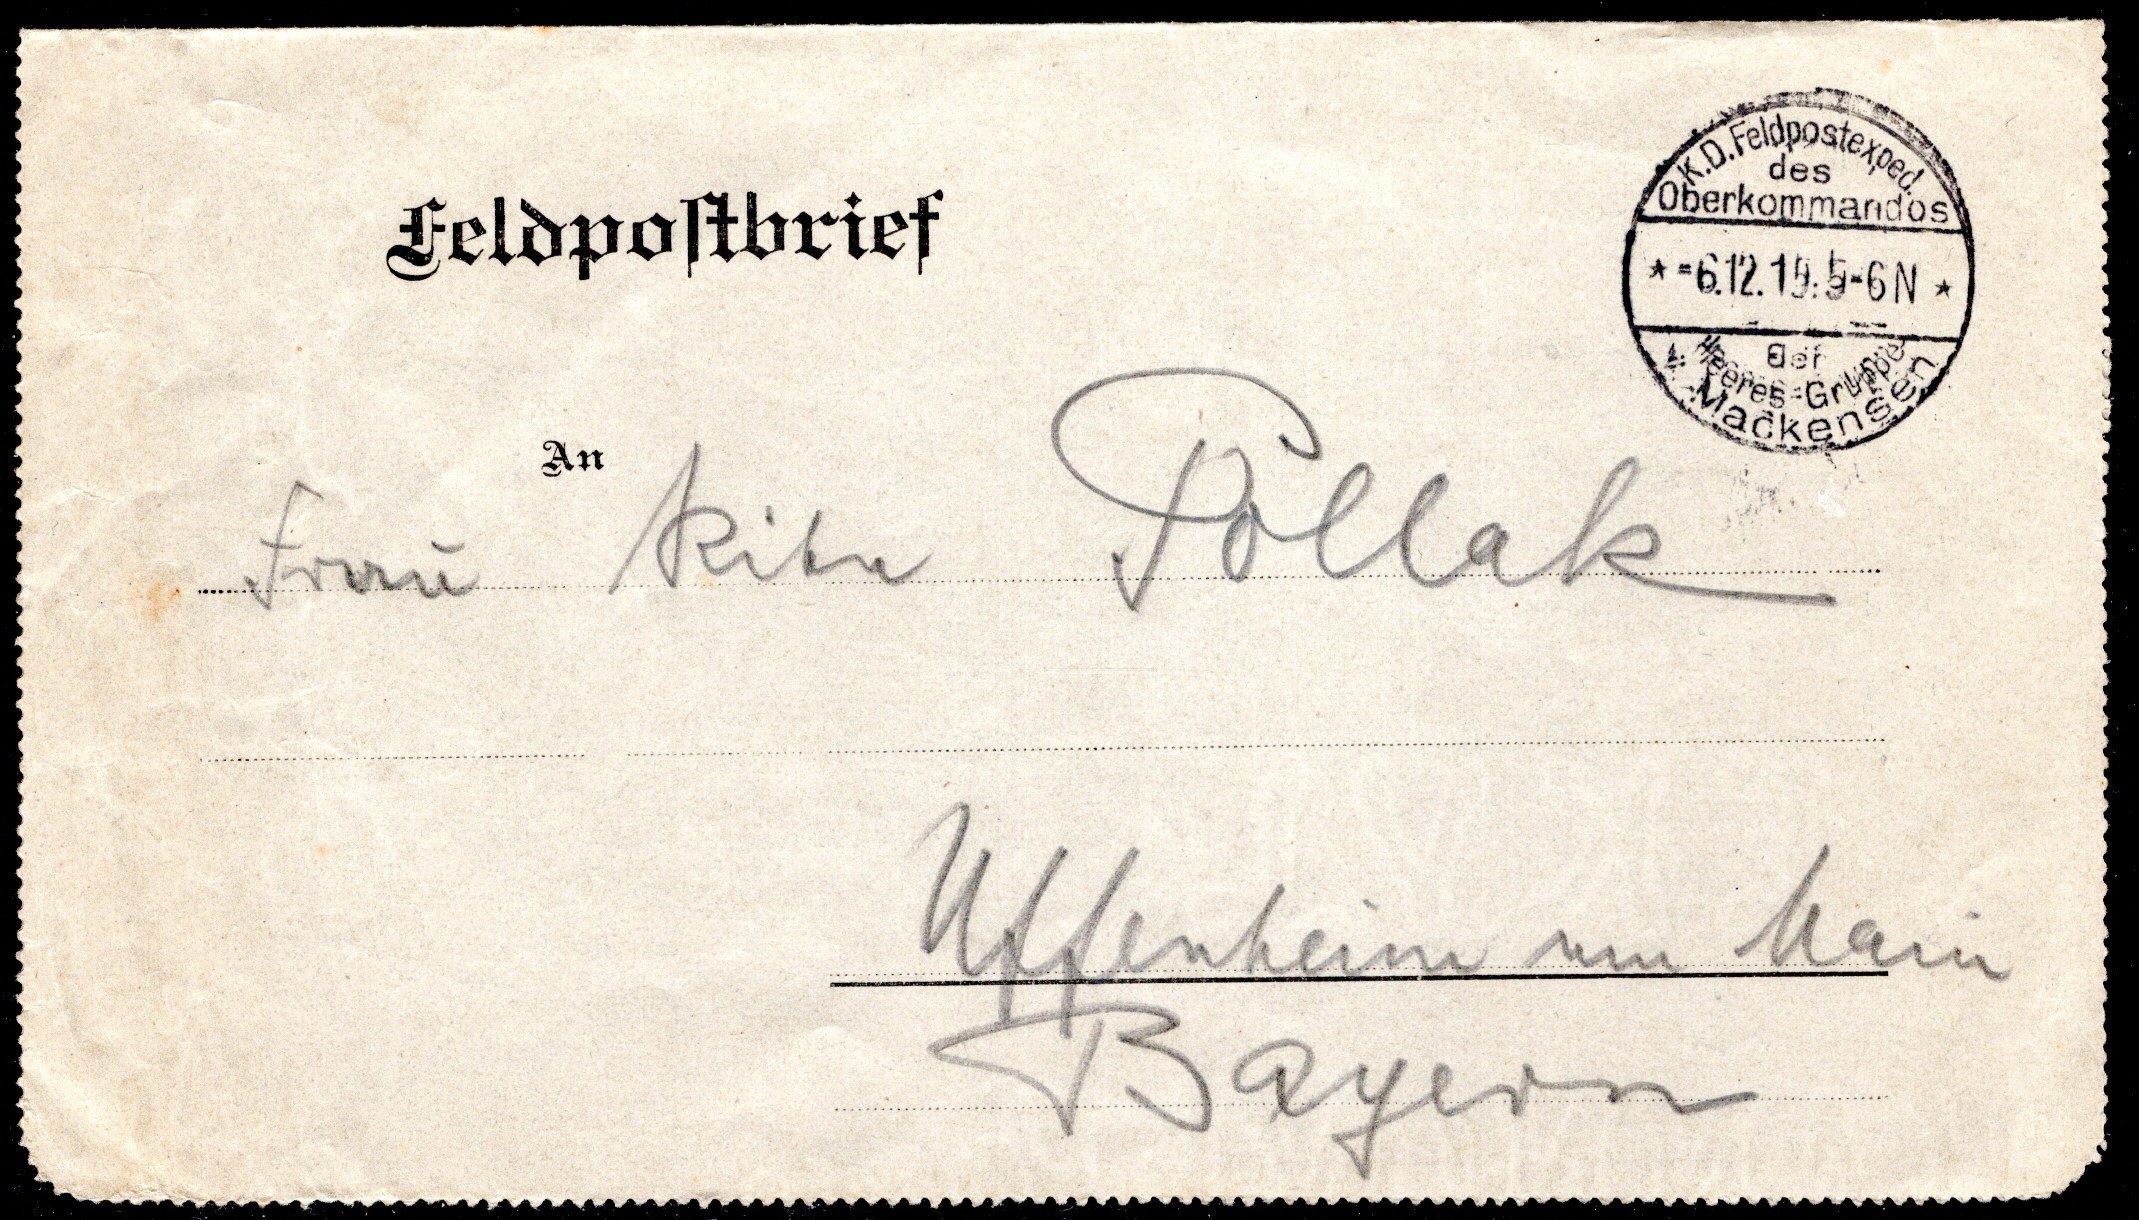 Feldpostbrief
K.D. Feldpostexped.
des
Oberkommandos
6.12.15. 5-6N
der
Heeres-Gruppe
Mackensen
An
Frau Rita Pollak
Uffenheim am Main
Bayern